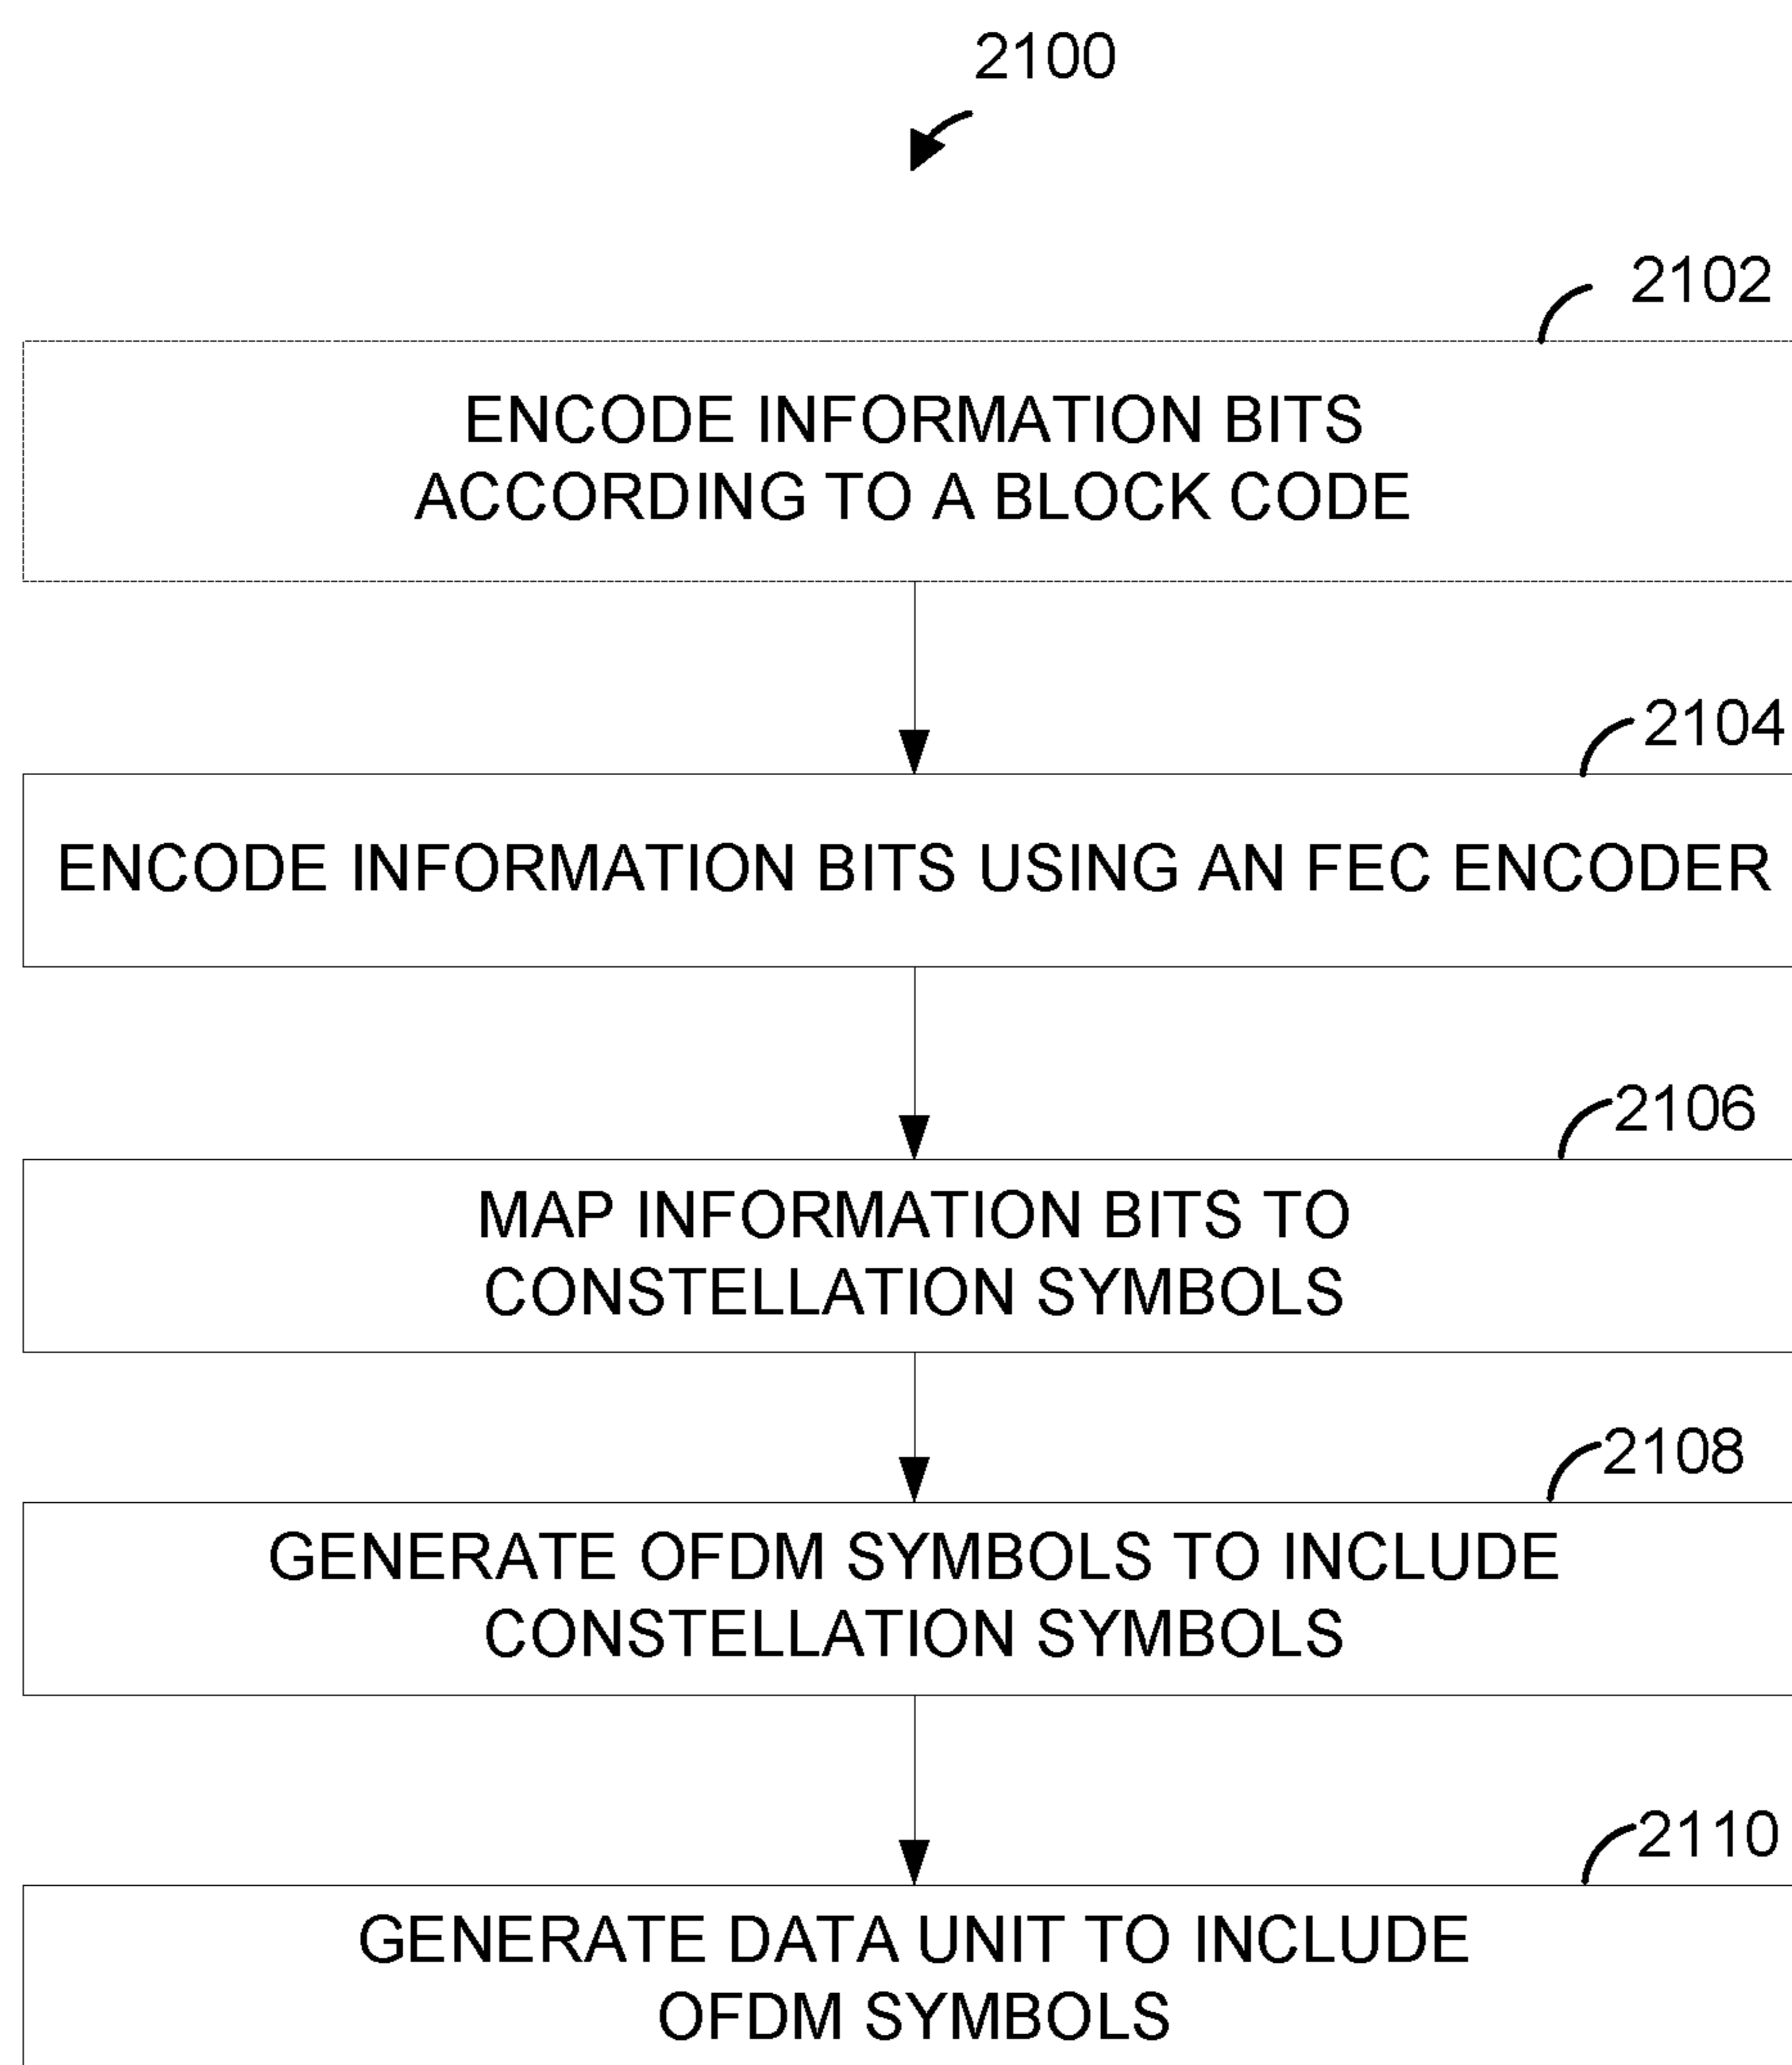 2100
2102
ENCODE INFORMATION BITS
ACCORDING TO A BLOCK CODE
2104
ENCODE INFORMATION BITS USING AN FEC ENCODER
2106
MAP INFORMATION BITS TO
CONSTELLATION SYMBOLS
2108
GENERATE OFDM SYMBOLS TO INCLUDE
CONSTELLATION SYMBOLS
2110
GENERATE DATA UNIT TO INCLUDE
OFDM SYMBOLS